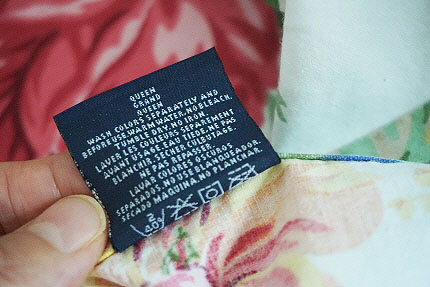 QUEEN
GRAND
QUEEN
WASH COLORS SEPARATELY AND
BEFORE USE. WARM WATER. NO BLEACH.
TUMBLE DRY. NO IRON.
LAVER LES COULEURS SEPAREMENT
AVANT USAGE. EAU TIEDE. NE PAS
BLANCHIR. SECHER CULBUTAGE.
NE PAS REPASSER.
LAVAR COLORES OSCUROS
SEPARADOS, NO USE BLANQUEADOR.
SECADO MAQUINA. NO PLANCHAR.